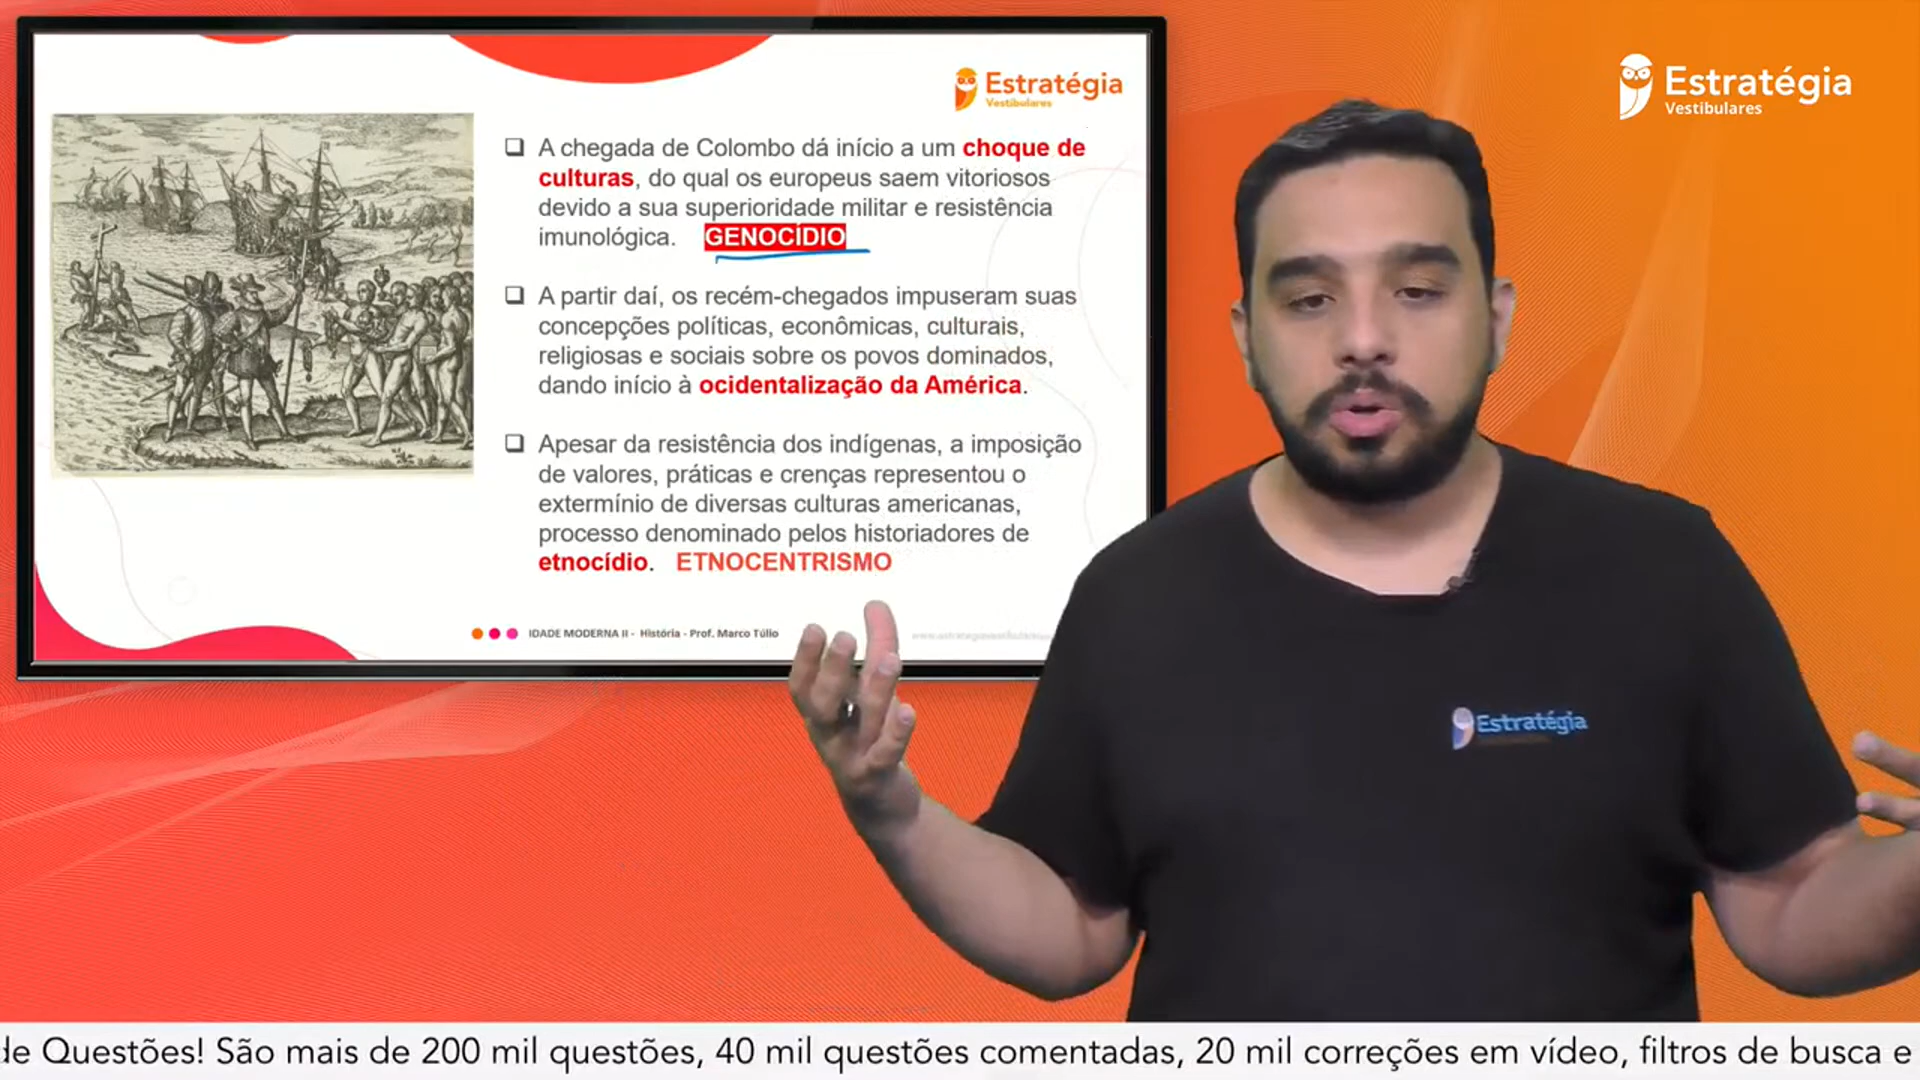 Estratégia
Vestibulares
Estratégia
Vestibulares
❑ A chegada de Colombo dá início a um choque de
culturas, do qual os europeus saem vitoriosos
devido a sua superioridade militar e resistência
imunológica. GENOCÍDIO
❑ A partir daí, os recém-chegados impuseram suas
concepções políticas, econômicas, culturais,
religiosas e sociais sobre os povos dominados,
dando início à ocidentalização da América.
❑ Apesar da resistência dos indígenas, a imposição
de valores, práticas e crenças representou o
extermínio de diversas culturas americanas,
processo denominado pelos historiadores de
etnocídio. ETNOCENTRISMO
IDADE MODERNA II - História - Prof. Marco Túlio
Estratégia
de Questões! São mais de 200 mil questões, 40 mil questões comentadas, 20 mil correções em vídeo, filtros de busca e